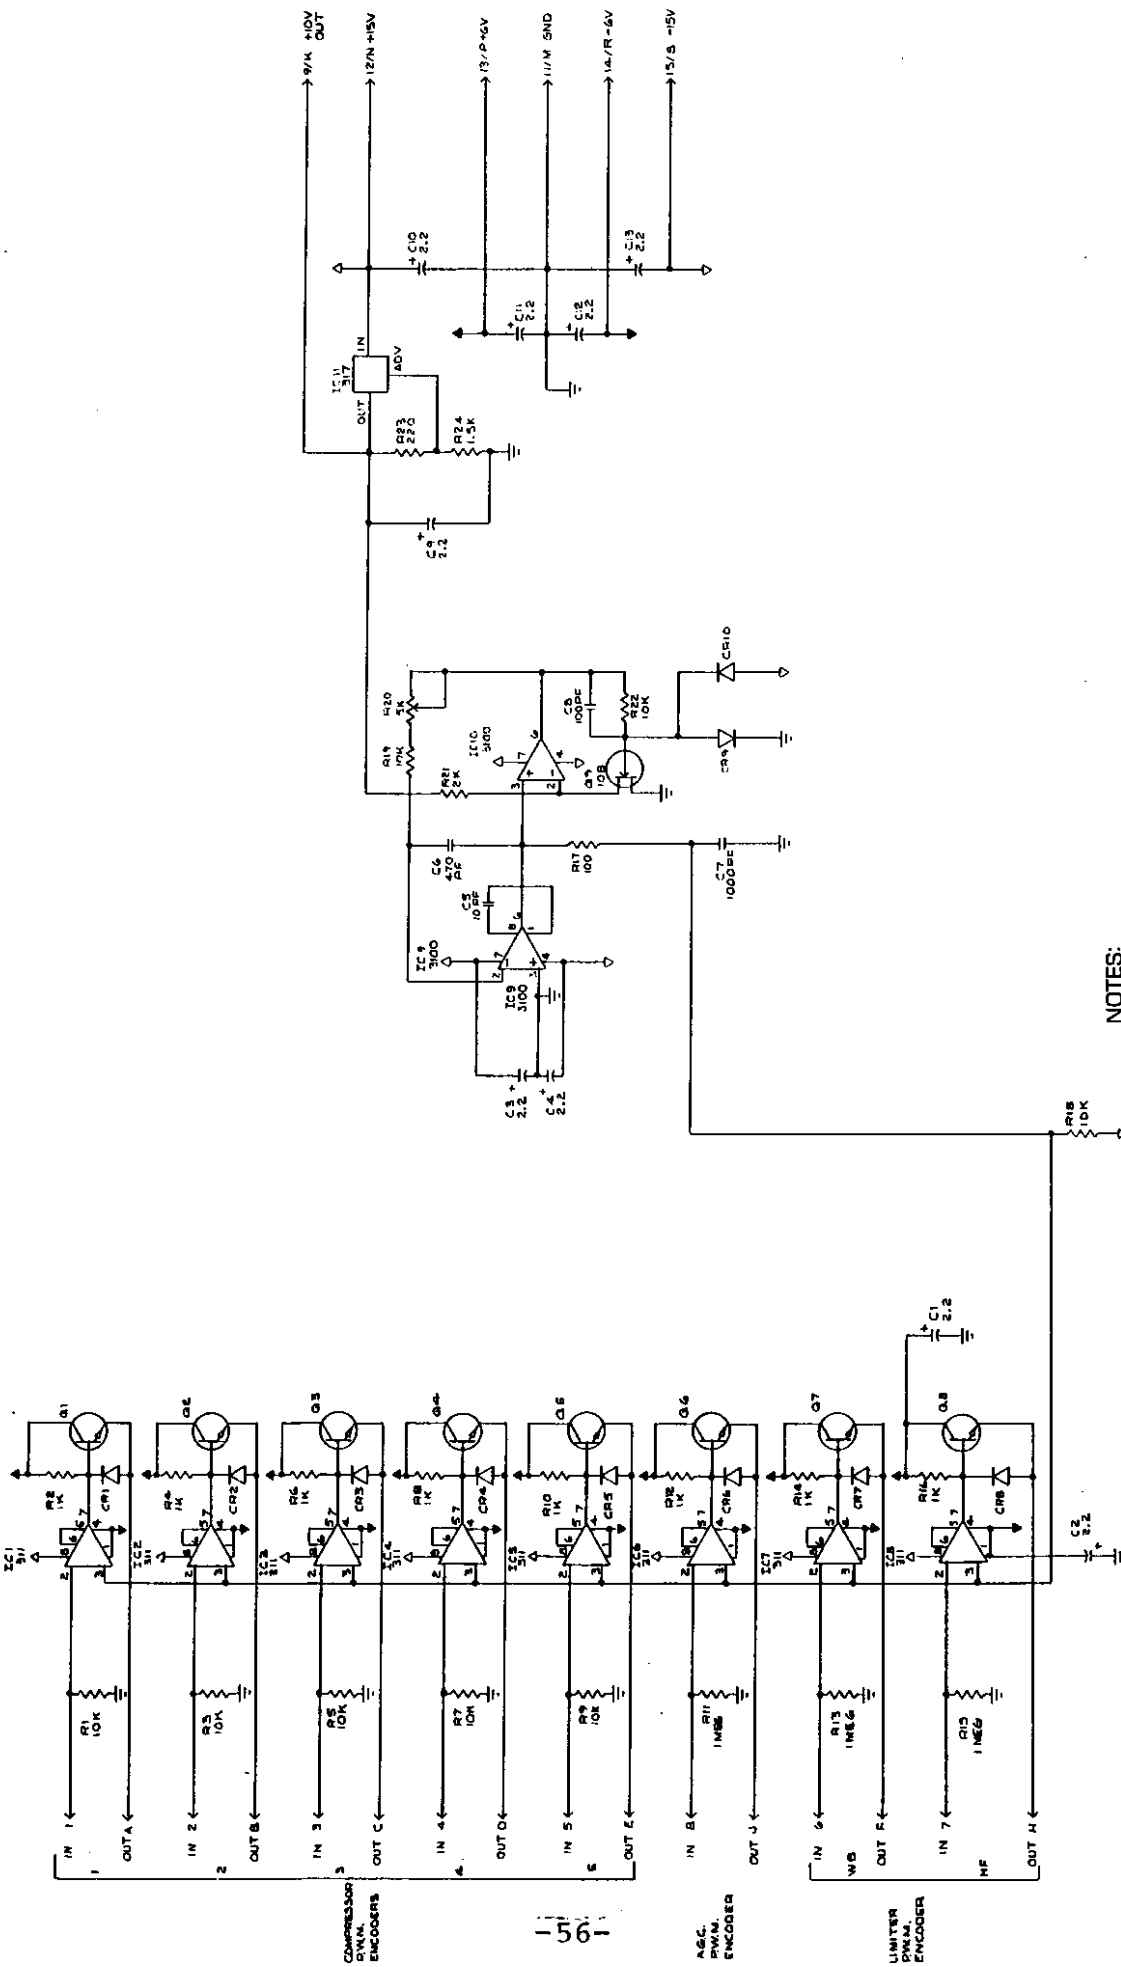 COMPRESSOR
P.W.M.
ENCODERS
1
IN 1
OUT A
R1
10K
IC1
311
R2
1K
CR1
Q1
2
IN 2
OUT B
R3
10K
IC2
311
R4
1K
CR2
Q2
3
IN 3
OUT C
R5
10K
IC3
311
R6
1K
CR3
Q3
4
IN 4
OUT D
R7
10K
IC4
311
R8
1K
CR4
Q4
5
IN 5
OUT E
R9
10K
IC5
311
R10
1K
CR5
Q5
A.G.C.
P.W.M.
ENCODER
IN 8
OUT J
R11
1MEG
IC6
311
R12
1K
CR6
Q6
LIMITER
P.W.M.
ENCODER
WB
IN 6
OUT F
R13
1MEG
IC7
311
R14
1K
CR7
Q7
HF
IN 7
OUT H
R15
1MEG
IC8
311
R16
1K
CR8
Q8
C1
2.2
C2
2.2
R18
10K
C3
2.2
C4
2.2
IC9
3100
IC9
3100
C5
10PF
C6
470
PF
R17
100
C7
1000PF
R19
10K
R20
5K
R21
2K
IC10
3100
Q9
108
C8
100PF
R22
10K
CR9
CR10
C9
2.2
R23
220
R24
1.5K
IC11
317
OUT
IN
ADV
C10
2.2
C11
2.2
C12
2.2
C13
2.2
9/K +10V
OUT
12/N +15V
13/P +6V
11/M GND
14/R -6V
15/S -15V
NOTES:
-56-